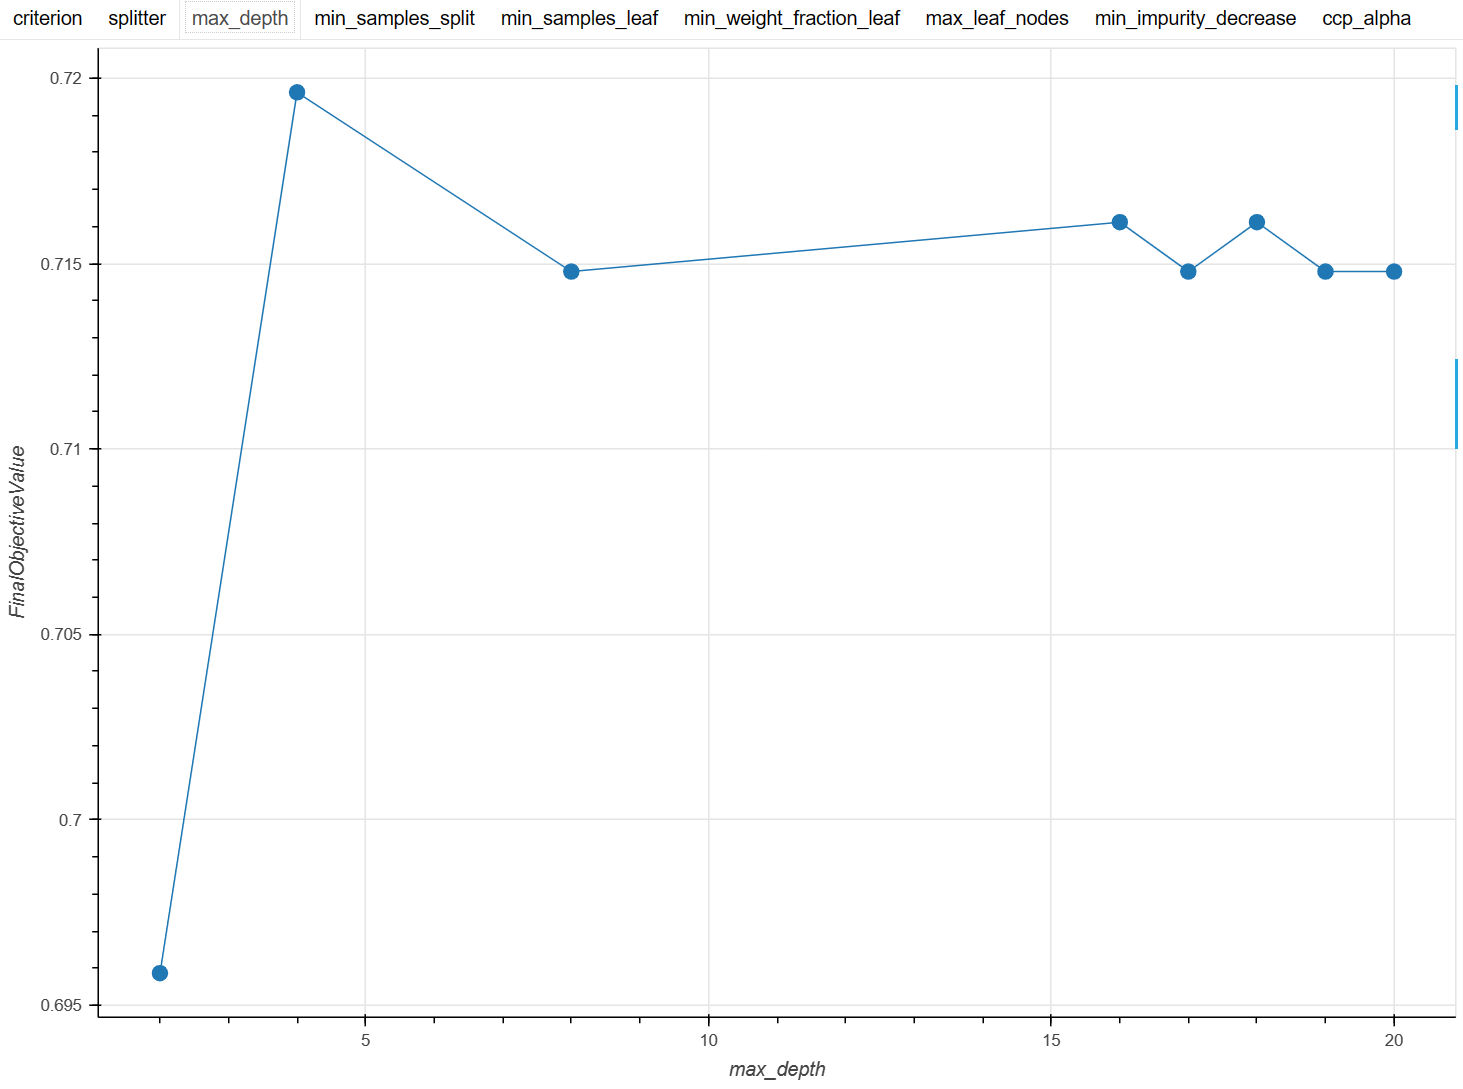 criterion splitter max_depth min_samples_split min_samples_leaf min_weight_fraction_leaf max_leaf_nodes min_impurity_decrease ccp_alpha
0.72
0.715
0.71
0.705
0.7
0.695
FinalObjectiveValue
5 10 15 20
max_depth